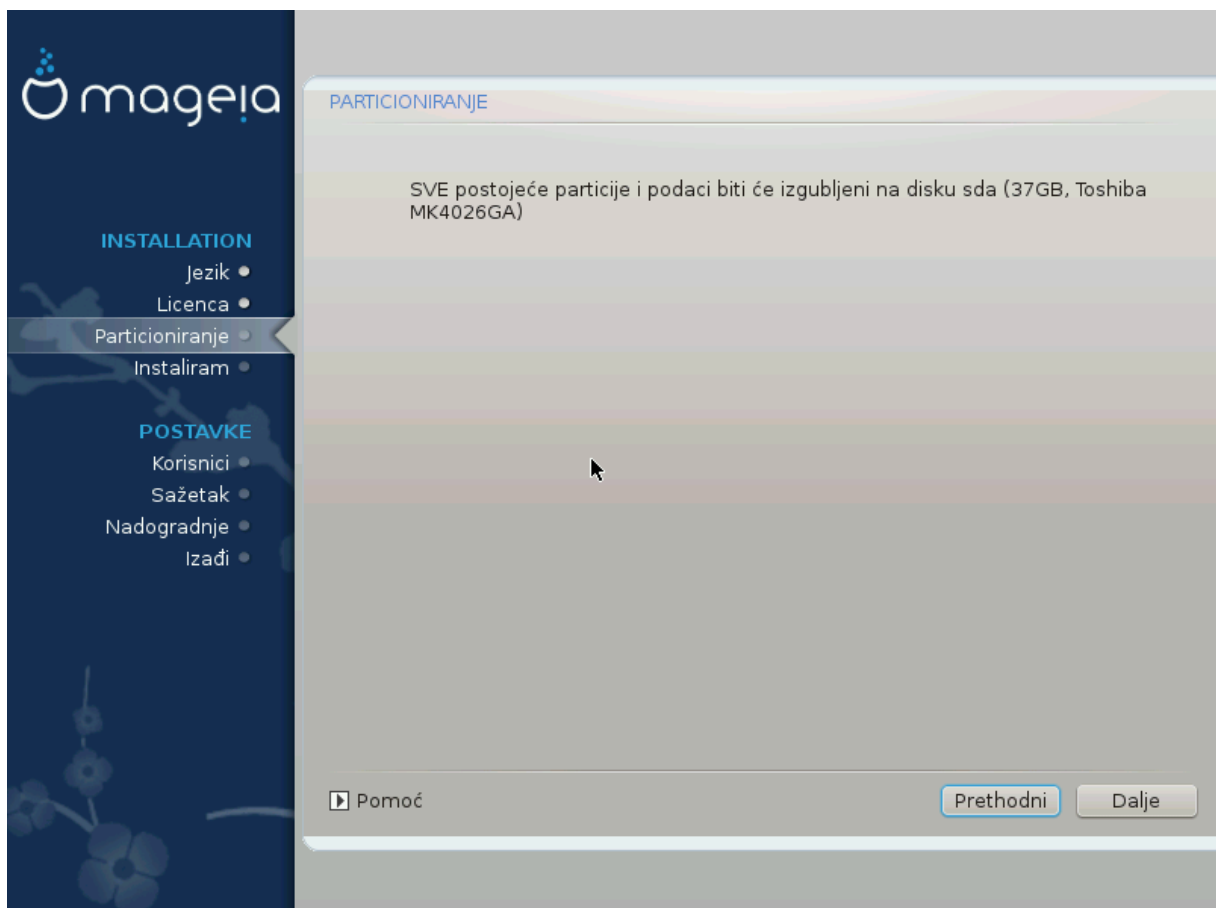 mageia
INSTALLATION
Jezik
Licenca
Particioniranje
Instaliram
POSTAVKE
Korisnici
Sažetak
Nadogradnje
Izađi
PARTICIONIRANJE
SVE postojeće particije i podaci biti će izgubljeni na disku sda (37GB, Toshiba
MK4026GA)
Pomoć
Prethodni
Dalje